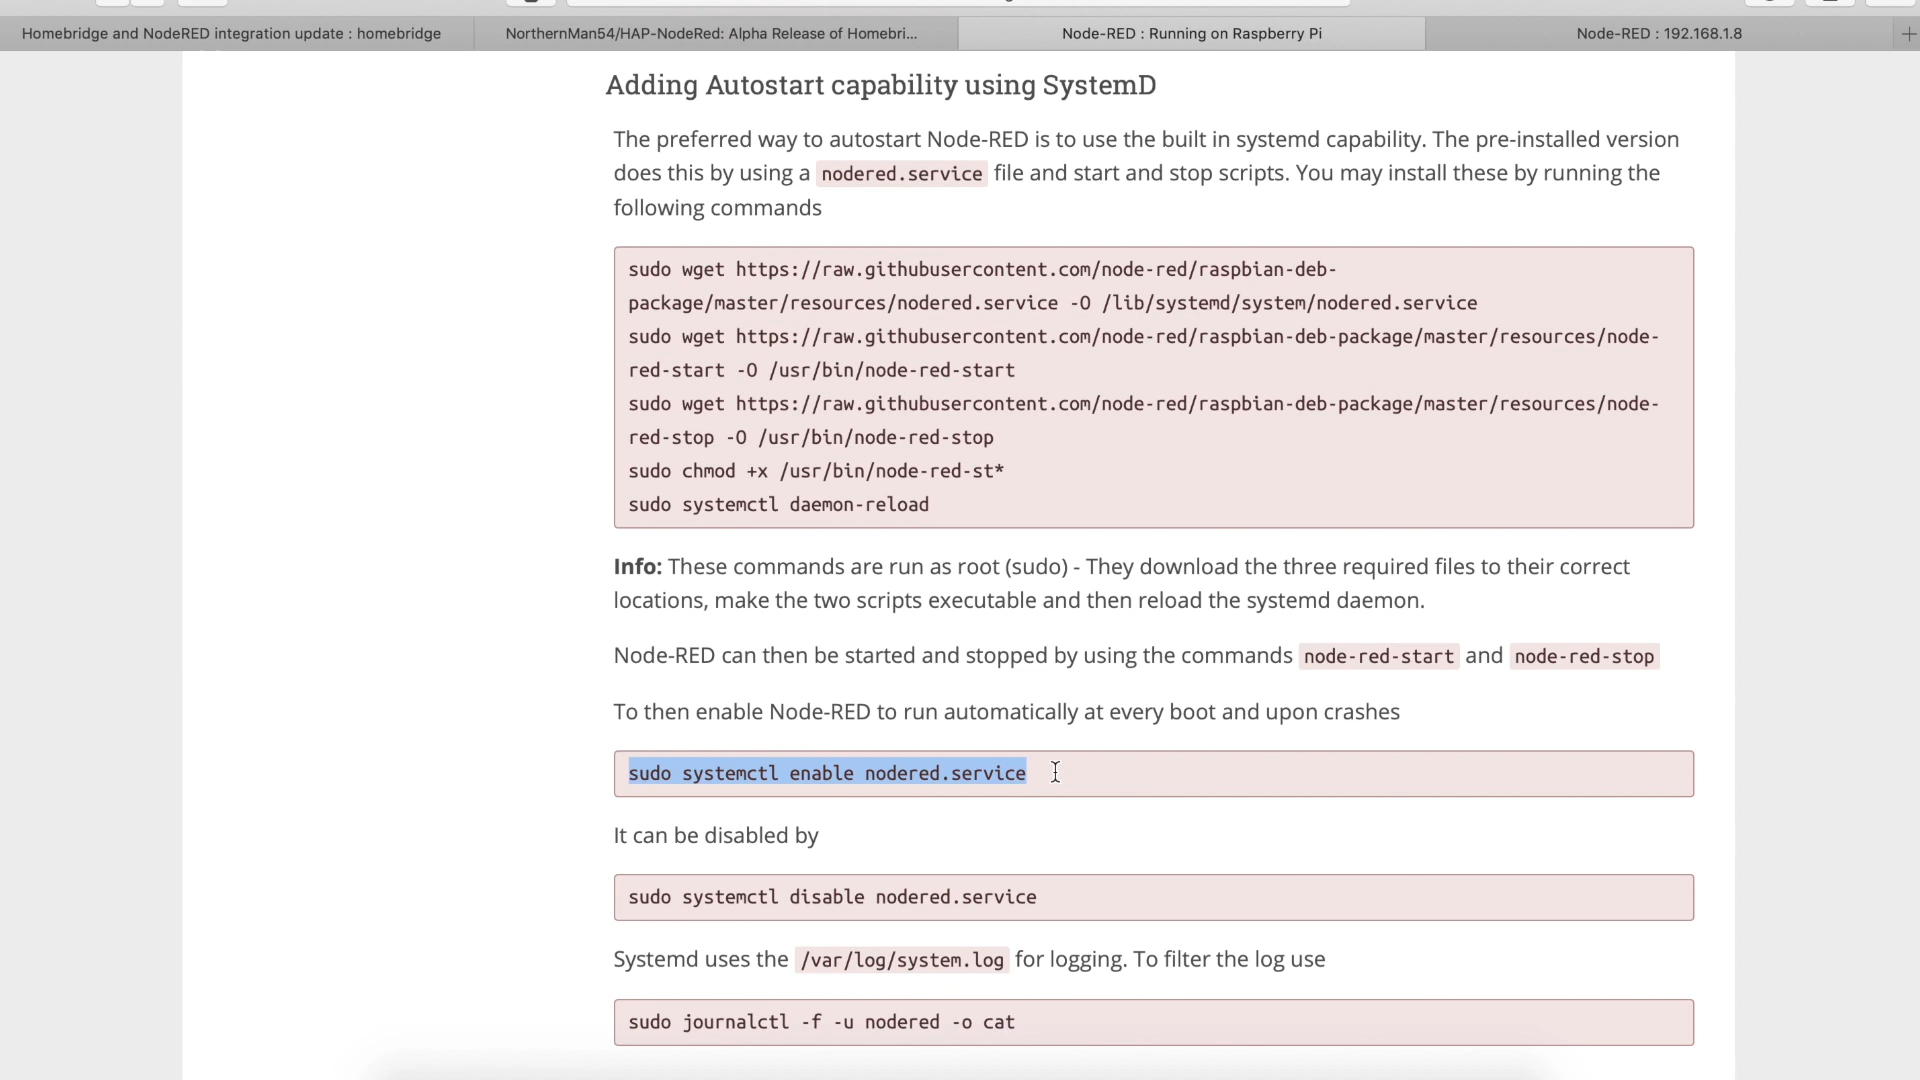 Homebridge and NodeRED integration update : homebridge
NorthernMan54/HAP-NodeRed: Alpha Release of Homebri...
Node-RED : Running on Raspberry Pi
Node-RED : 192.168.1.8
Adding Autostart capability using SystemD
The preferred way to autostart Node-RED is to use the built in systemd capability. The pre-installed version
does this by using a nodered.service file and start and stop scripts. You may install these by running the
following commands
sudo wget https://raw.githubusercontent.com/node-red/raspbian-deb-
package/master/resources/nodered.service -O /lib/systemd/system/nodered.service
sudo wget https://raw.githubusercontent.com/node-red/raspbian-deb-package/master/resources/node-
red-start -O /usr/bin/node-red-start
sudo wget https://raw.githubusercontent.com/node-red/raspbian-deb-package/master/resources/node-
red-stop -O /usr/bin/node-red-stop
sudo chmod +x /usr/bin/node-red-st*
sudo systemctl daemon-reload
Info: These commands are run as root (sudo) - They download the three required files to their correct
locations, make the two scripts executable and then reload the systemd daemon.
Node-RED can then be started and stopped by using the commands node-red-start and node-red-stop
To then enable Node-RED to run automatically at every boot and upon crashes
sudo systemctl enable nodered.service
It can be disabled by
sudo systemctl disable nodered.service
Systemd uses the /var/log/system.log for logging. To filter the log use
sudo journalctl -f -u nodered -o cat